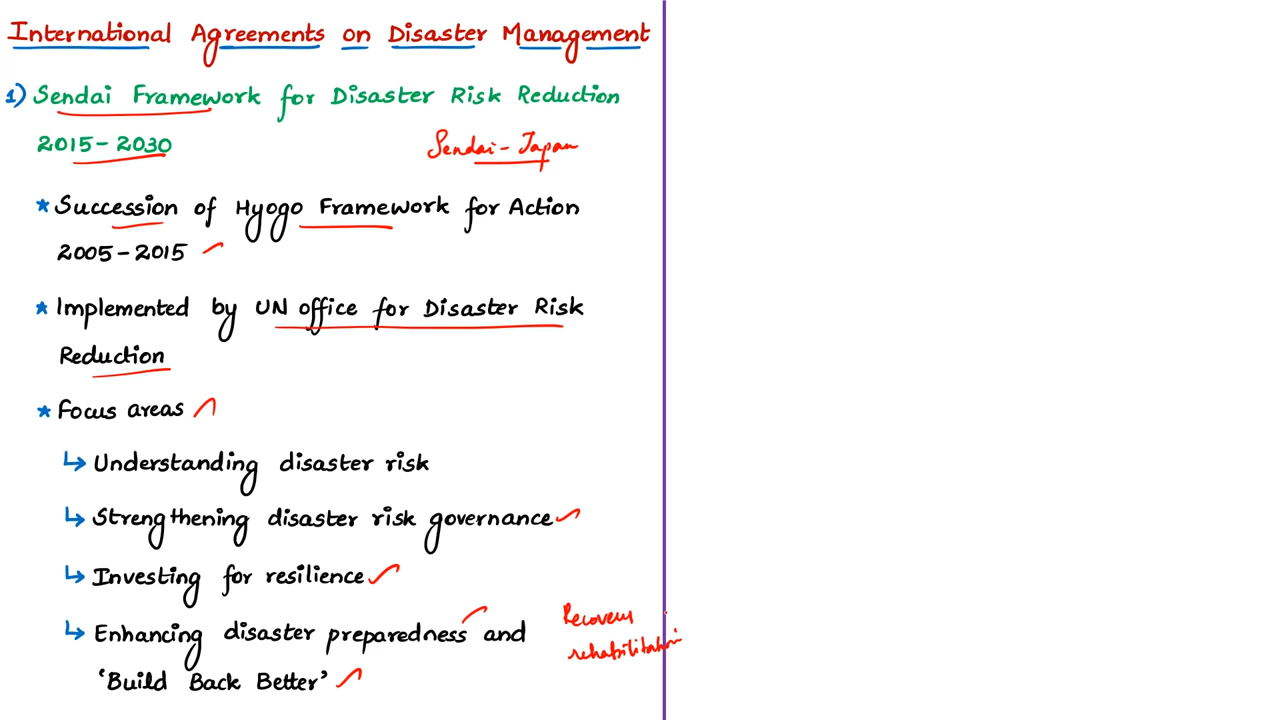 International Agreements on Disaster Management
1) Sendai Framework for Disaster Risk Reduction
2015-2030
Sendai - Japan
* Succession of Hyogo Framework for Action
2005-2015
* Implemented by UN office for Disaster Risk
Reduction
* Focus areas
↳ Understanding disaster risk
↳ Strengthening disaster risk governance
↳ Investing for resilience
↳ Enhancing disaster preparedness and
'Build Back Better'
Recovery
rehabilitation